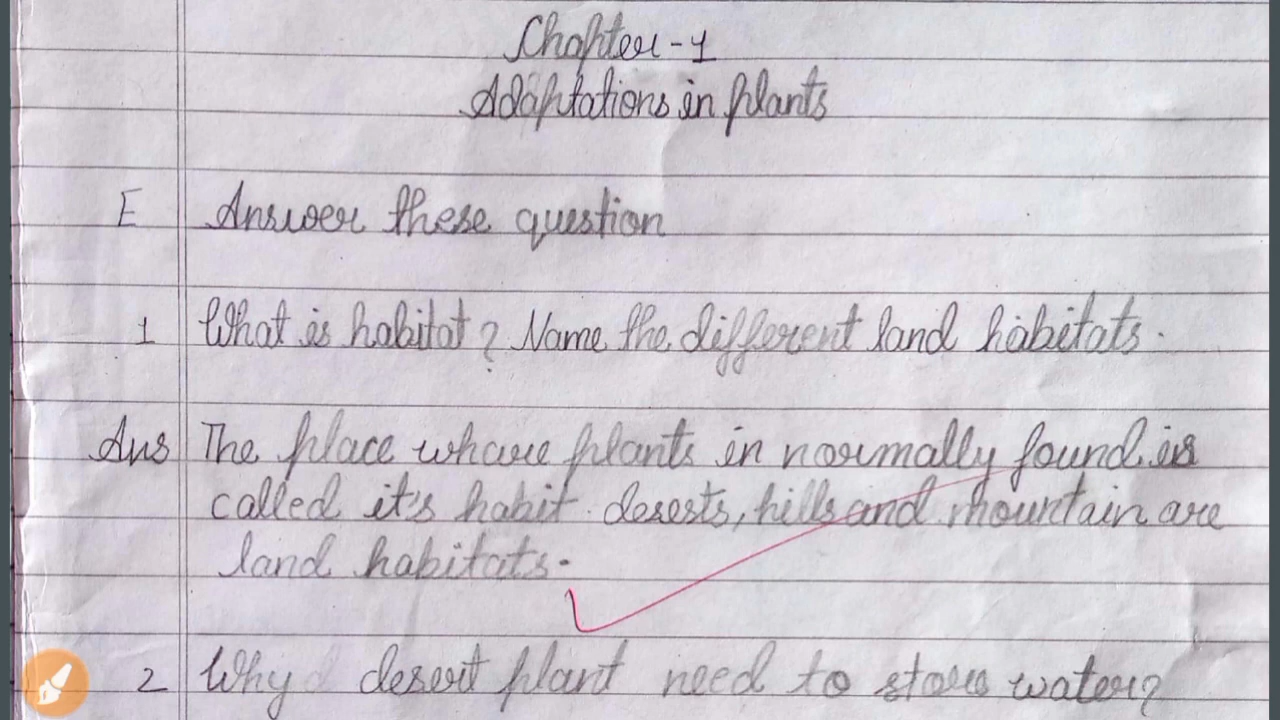 Chapter-1
Adaptations in plants
E Answer these question
1 What is habitat? Name the different land habitats.
Ans The place whare plants in normally found is
called it's habit. deserts, hills and mountain are
land habitats.
2 Why desert plant need to store water?